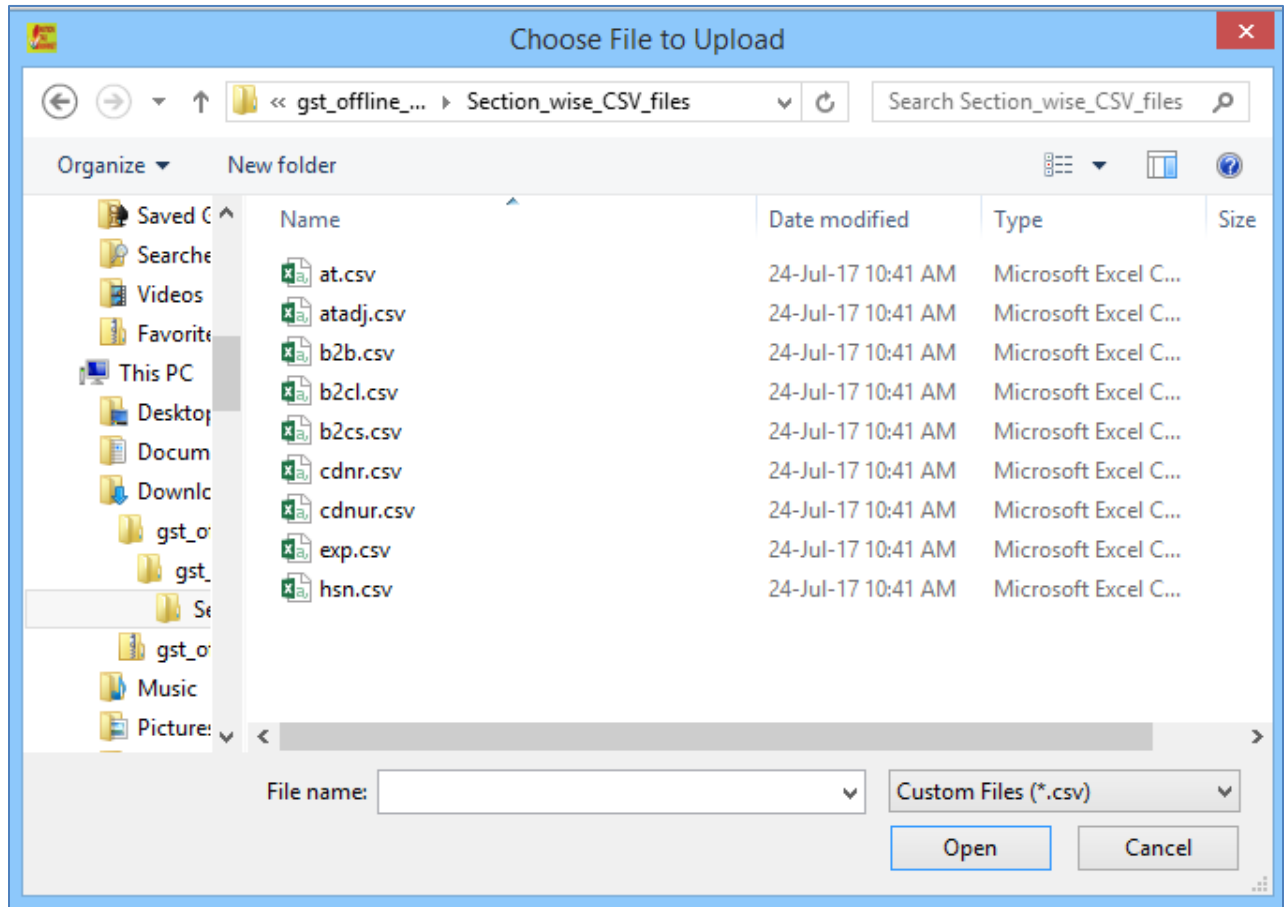 Choose File to Upload
« gst_offline_... Section_wise_CSV_files Search Section_wise_CSV_files
Organize New folder
Name Date modified Type Size
Saved G
Searche
Videos
Favorite
This PC
Desktop
Docum
Downlc
gst_o
gst_
Se
gst_o
Music
Pictures
at.csv 24-Jul-17 10:41 AM Microsoft Excel C...
atadj.csv 24-Jul-17 10:41 AM Microsoft Excel C...
b2b.csv 24-Jul-17 10:41 AM Microsoft Excel C...
b2cl.csv 24-Jul-17 10:41 AM Microsoft Excel C...
b2cs.csv 24-Jul-17 10:41 AM Microsoft Excel C...
cdnr.csv 24-Jul-17 10:41 AM Microsoft Excel C...
cdnur.csv 24-Jul-17 10:41 AM Microsoft Excel C...
exp.csv 24-Jul-17 10:41 AM Microsoft Excel C...
hsn.csv 24-Jul-17 10:41 AM Microsoft Excel C...
File name: Custom Files (*.csv)
Open Cancel